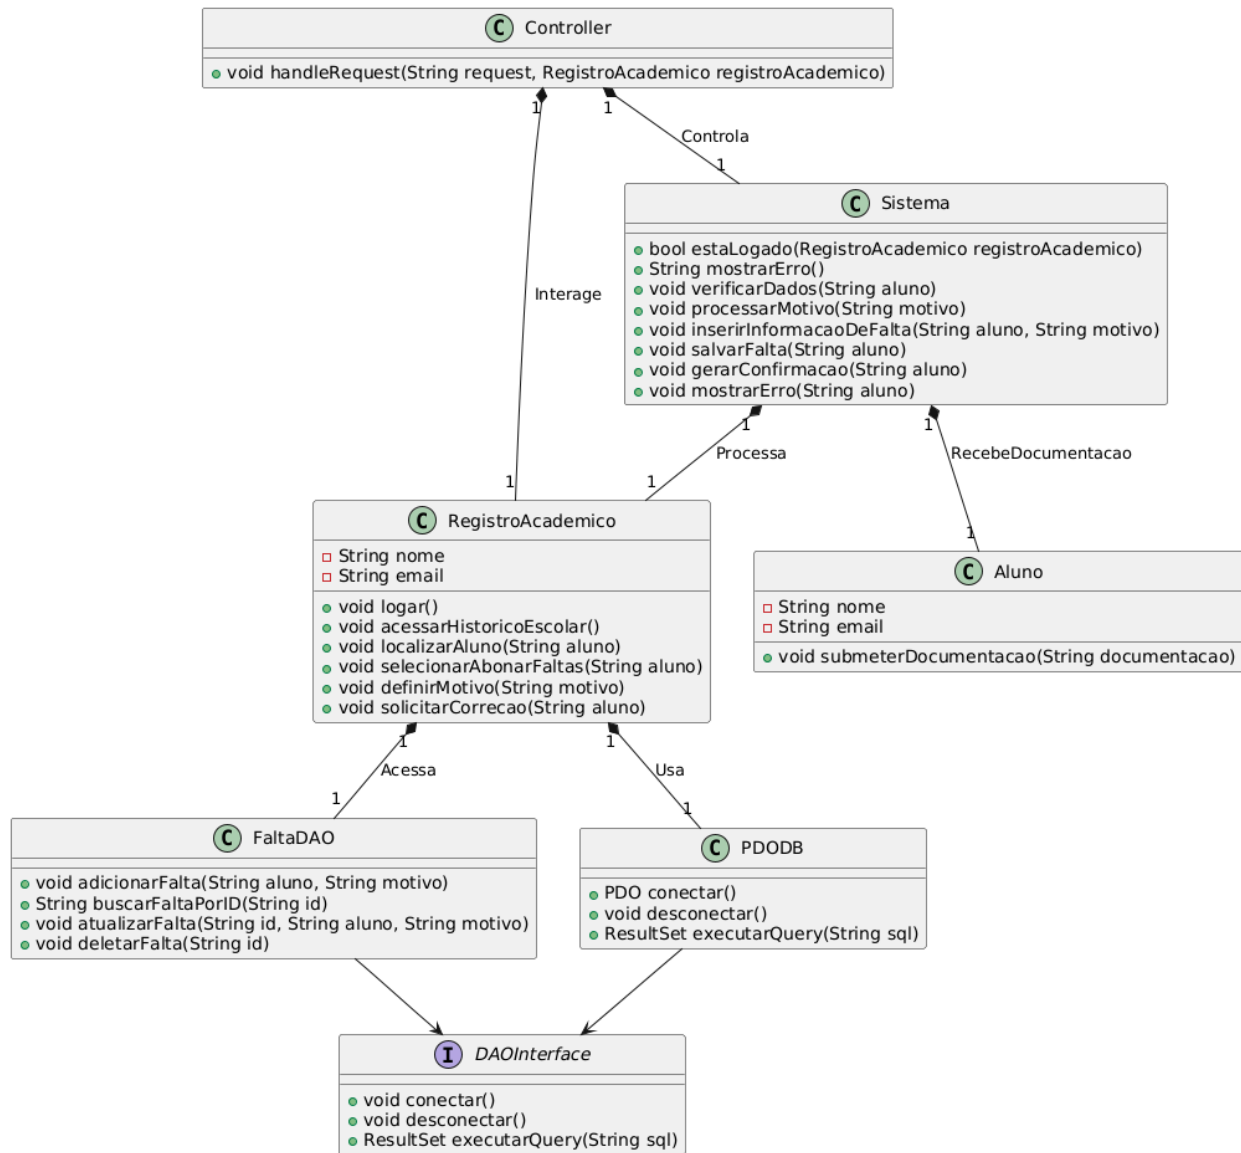 C Controller
void handleRequest(String request, RegistroAcademico registroAcademico)
1
1
Controla
1
C Sistema
bool estaLogado(RegistroAcademico registroAcademico)
String mostrarErro()
void verificarDados(String aluno)
void processarMotivo(String motivo)
void inserirInformacaoDeFalta(String aluno, String motivo)
void salvarFalta(String aluno)
void gerarConfirmacao(String aluno)
void mostrarErro(String aluno)
Interage
1
1
Processa
RecebeDocumentacao
1
1
1
C RegistroAcademico
String nome
String email
void logar()
void acessarHistoricoEscolar()
void localizarAluno(String aluno)
void selecionarAbonarFaltas(String aluno)
void definirMotivo(String motivo)
void solicitarCorrecao(String aluno)
C Aluno
String nome
String email
void submeterDocumentacao(String documentacao)
1
1
Acessa
Usa
1
1
C FaltaDAO
void adicionarFalta(String aluno, String motivo)
String buscarFaltaPorID(String id)
void atualizarFalta(String id, String aluno, String motivo)
void deletarFalta(String id)
C PDODB
PDO conectar()
void desconectar()
ResultSet executarQuery(String sql)
I DAOInterface
void conectar()
void desconectar()
ResultSet executarQuery(String sql)